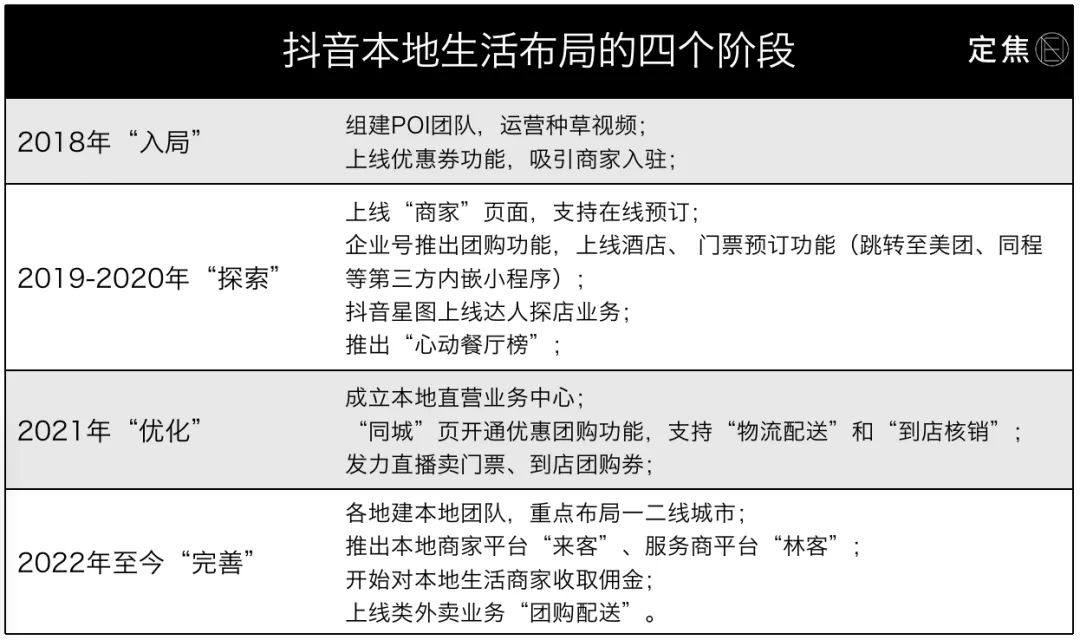 抖音本地生活布局的四个阶段
定焦
2018年“入局”
组建POI团队，运营种草视频；
上线优惠券功能，吸引商家入驻；
2019-2020年“探索”
上线“商家”页面，支持在线预订；
企业号推出团购功能，上线酒店、 门票预订功能（跳转至美团、同程
等第三方内嵌小程序）；
抖音星图上线达人探店业务；
推出“心动餐厅榜”；
2021年“优化”
成立本地直营业务中心；
“同城”页开通优惠团购功能，支持“物流配送”和“到店核销”；
发力直播卖门票、到店团购券；
2022年至今“完善”
各地建本地团队，重点布局一二线城市；
推出本地商家平台“来客”、服务商平台“林客”；
开始对本地生活商家收取佣金；
上线类外卖业务“团购配送”。